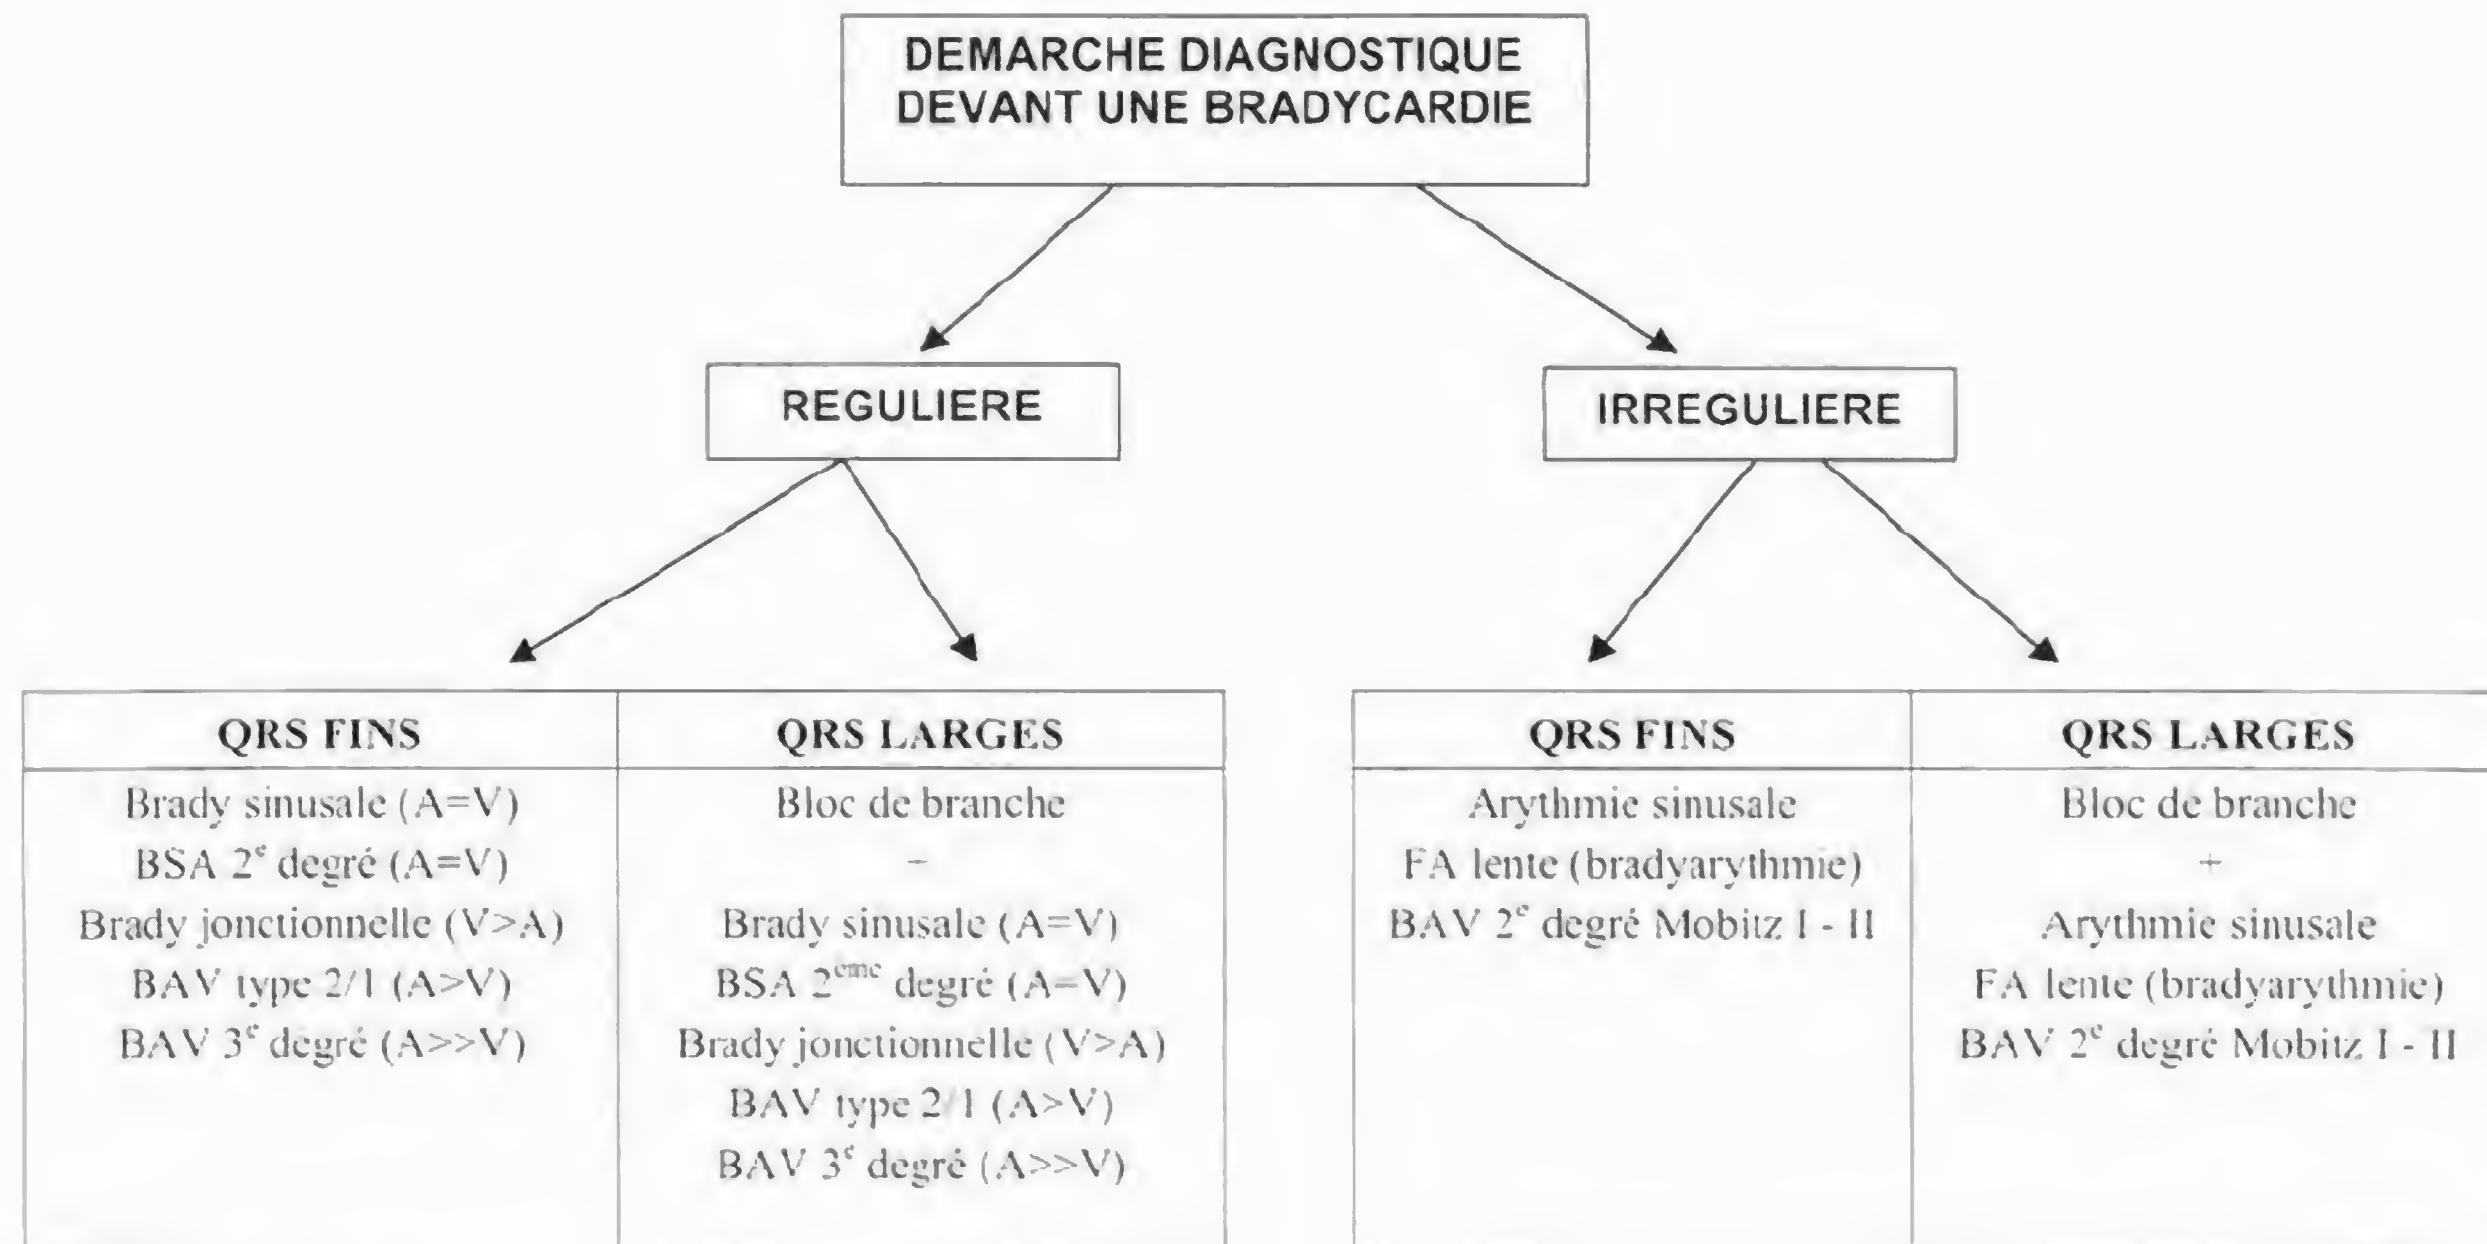 DEMARCHE DIAGNOSTIQUE
DEVANT UNE BRADYCARDIE
REGULIERE
IRREGULIERE
QRS FINS
Brady sinusale (A=V)
BSA 2e degré (A=V)
Brady jonctionnelle (V>A)
BAV type 2/1 (A>V)
BAV 3e degré (A>>V)
QRS LARGES
Bloc de branche
+
Brady sinusale (A=V)
BSA 2eme degré (A=V)
Brady jonctionnelle (V>A)
BAV type 2/1 (A>V)
BAV 3e degré (A>>V)
QRS FINS
Arythmie sinusale
FA lente (bradyarythmie)
BAV 2e degré Mobitz I - II
QRS LARGES
Bloc de branche
+
Arythmie sinusale
FA lente (bradyarythmie)
BAV 2e degré Mobitz I - II